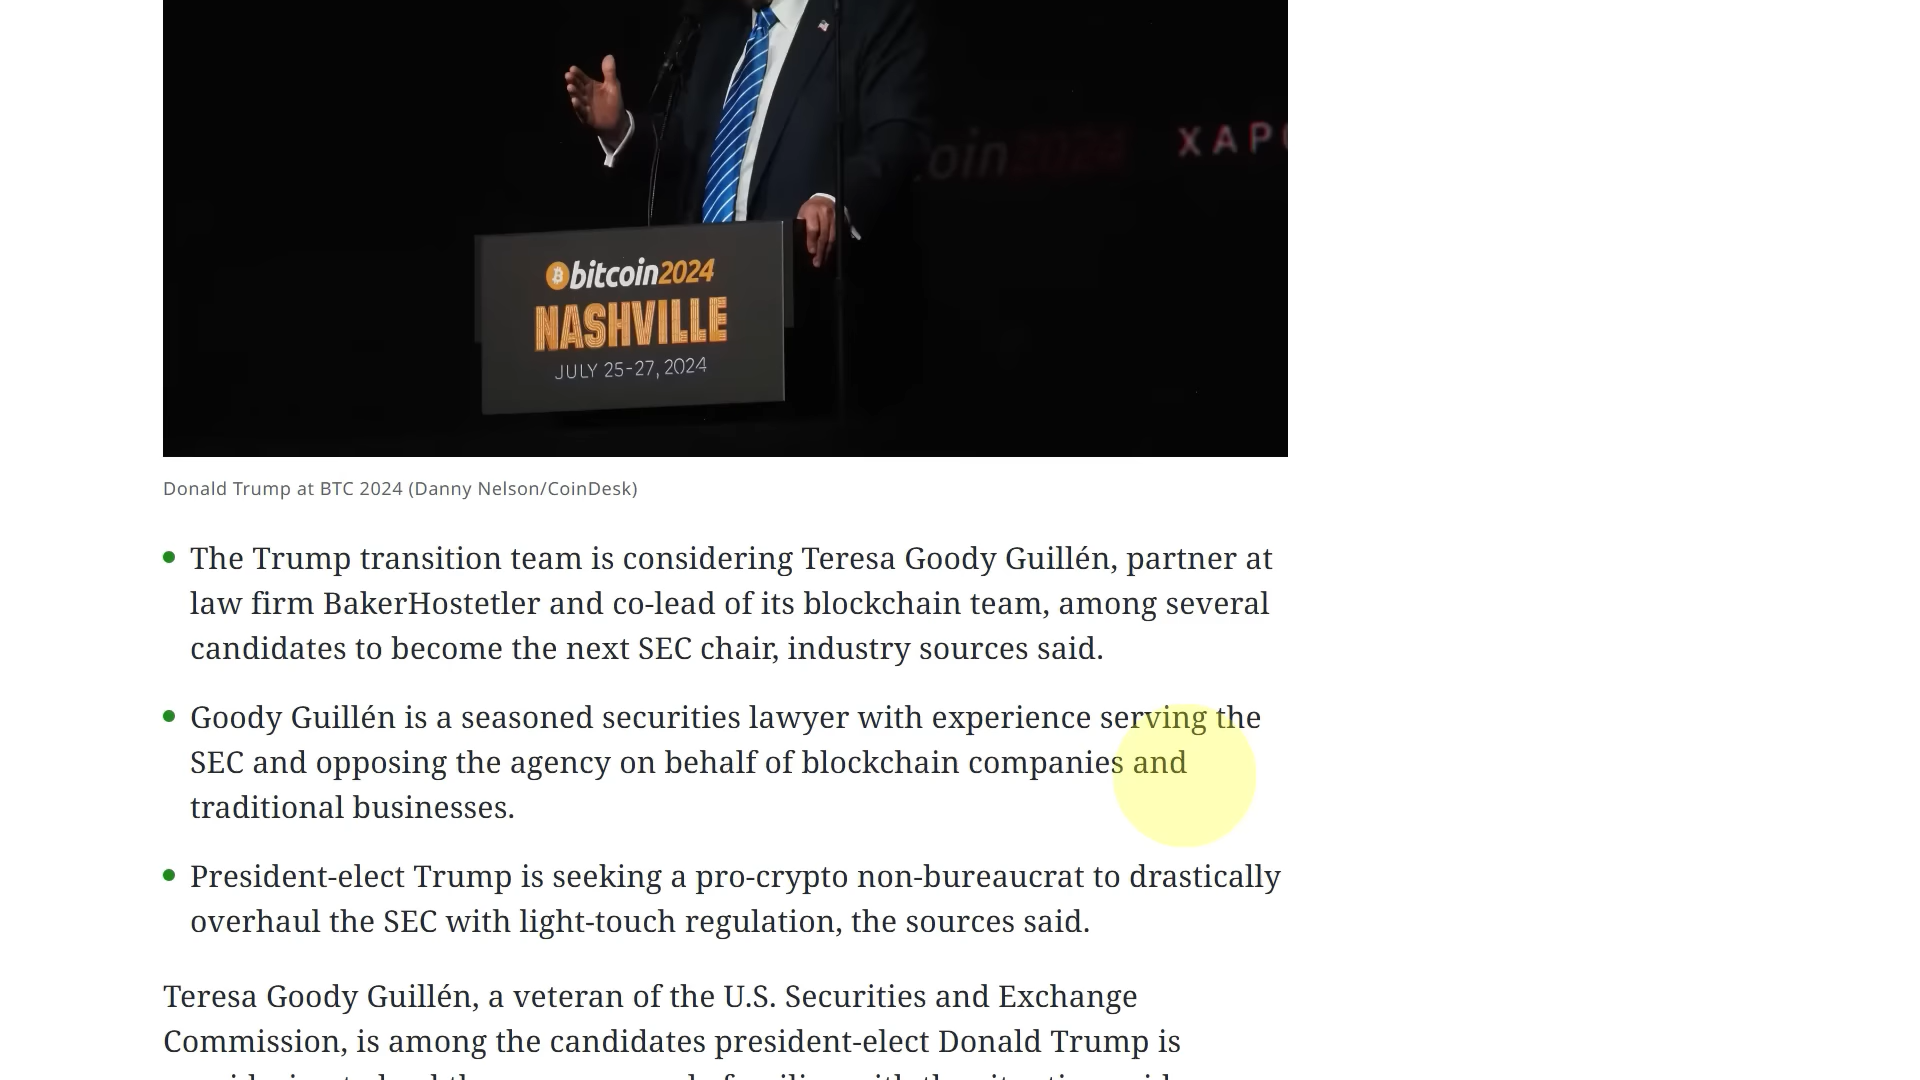 oin2024
XAP
bitcoin2024
NASHVILLE
JULY 25-27, 2024
Donald Trump at BTC 2024 (Danny Nelson/CoinDesk)
The Trump transition team is considering Teresa Goody Guillén, partner at
law firm BakerHostetler and co-lead of its blockchain team, among several
candidates to become the next SEC chair, industry sources said.
Goody Guillén is a seasoned securities lawyer with experience serving the
SEC and opposing the agency on behalf of blockchain companies and
traditional businesses.
President-elect Trump is seeking a pro-crypto non-bureaucrat to drastically
overhaul the SEC with light-touch regulation, the sources said.
Teresa Goody Guillén, a veteran of the U.S. Securities and Exchange
Commission, is among the candidates president-elect Donald Trump is